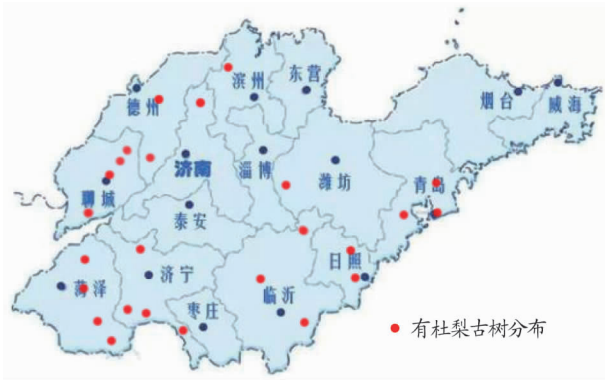 滨州
东营
德州
烟台
威海
济南
淄博
潍坊
青岛
聊城
泰安
日照
济宁
菏泽
临沂
枣庄
有杜梨古树分布